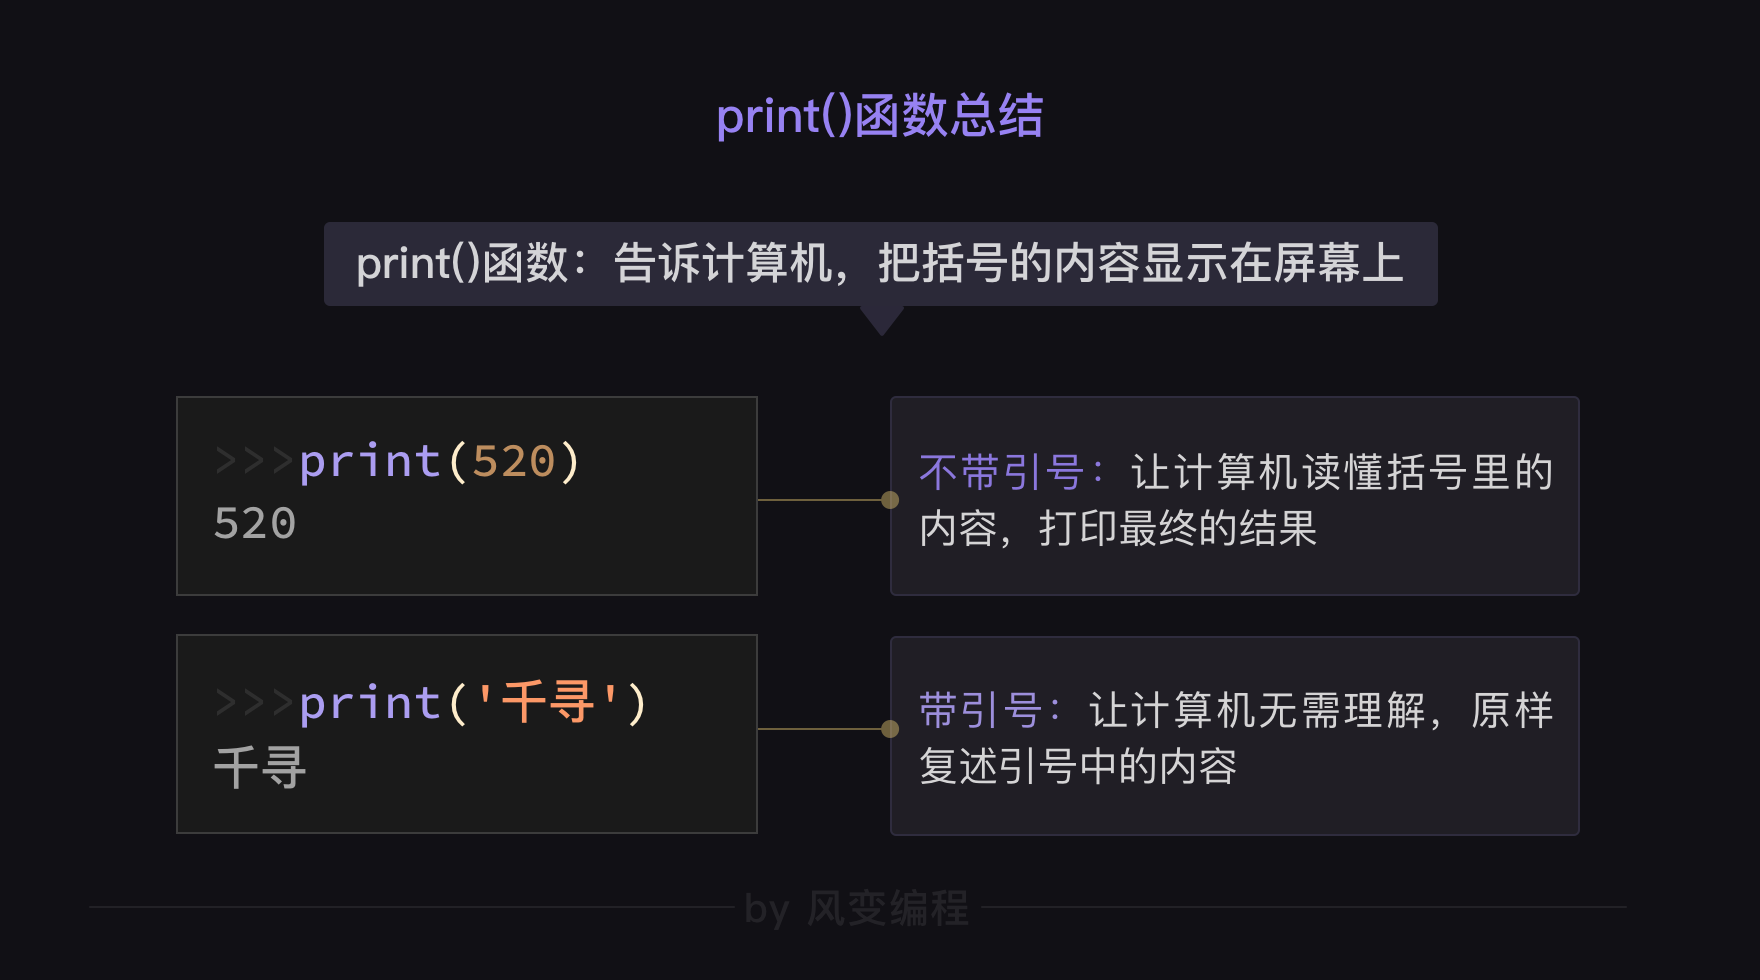 print()函数总结
print()函数：告诉计算机，把括号的内容显示在屏幕上
>>>print(520)
520
不带引号：让计算机读懂括号里的
内容，打印最终的结果
>>>print('千寻')
千寻
带引号：让计算机无需理解，原样
复述引号中的内容
by 风变编程